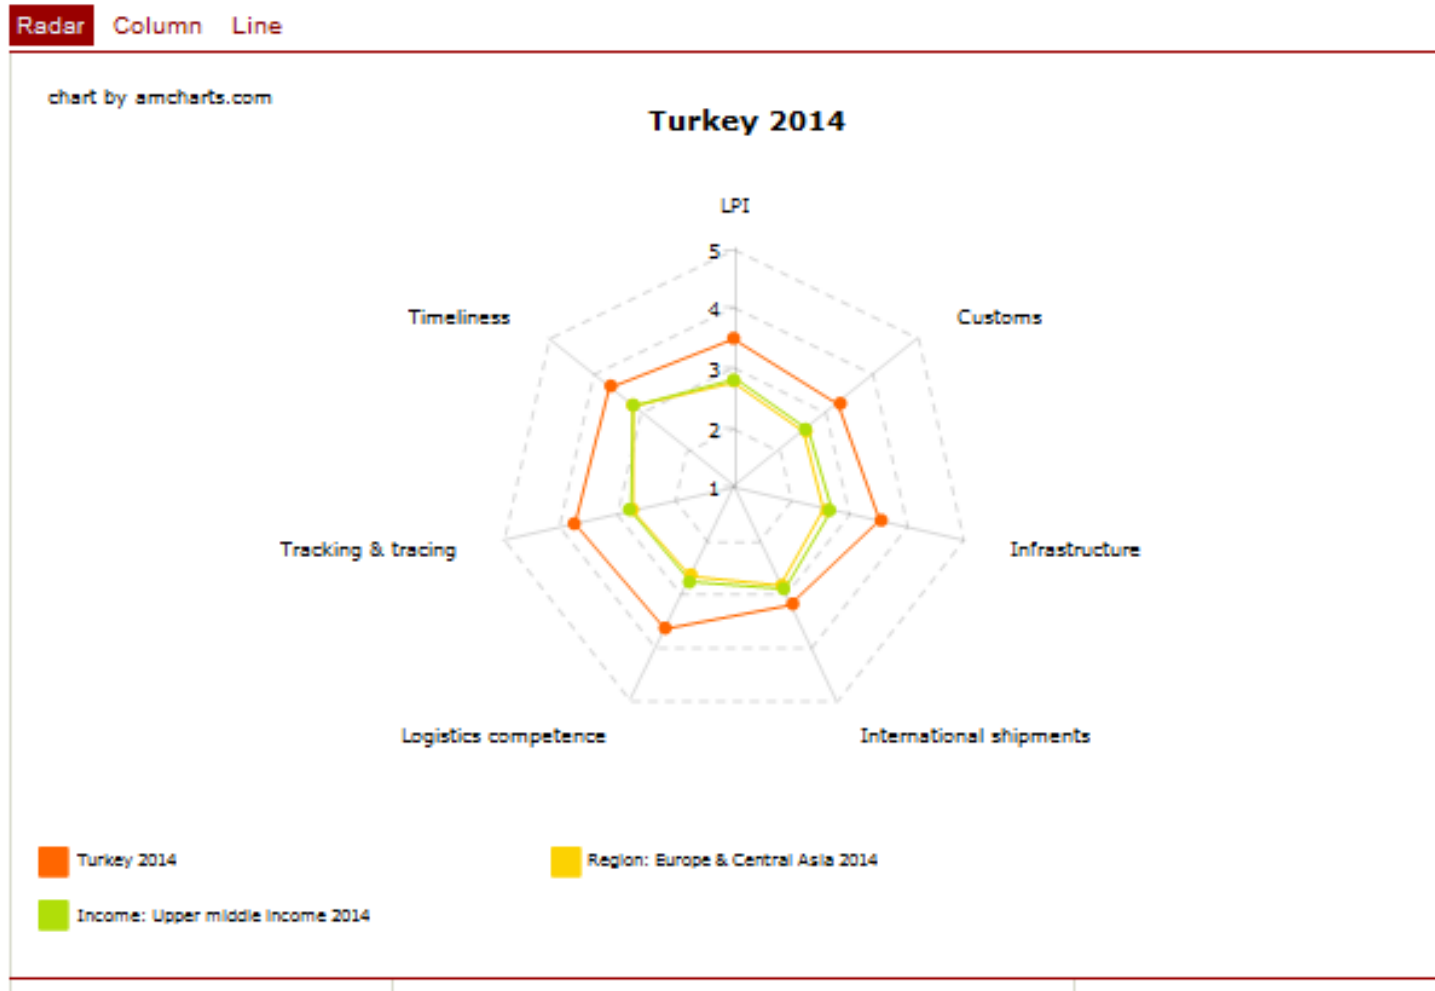 Radar Column Line
chart by amcharts.com
Turkey 2014
LPI
5
Timeliness
4
Customs
3
2
1
Tracking & tracing
Infrastructure
Logistics competence
International shipments
Turkey 2014
Region: Europe & Central Asia 2014
Income: Upper middle income 2014